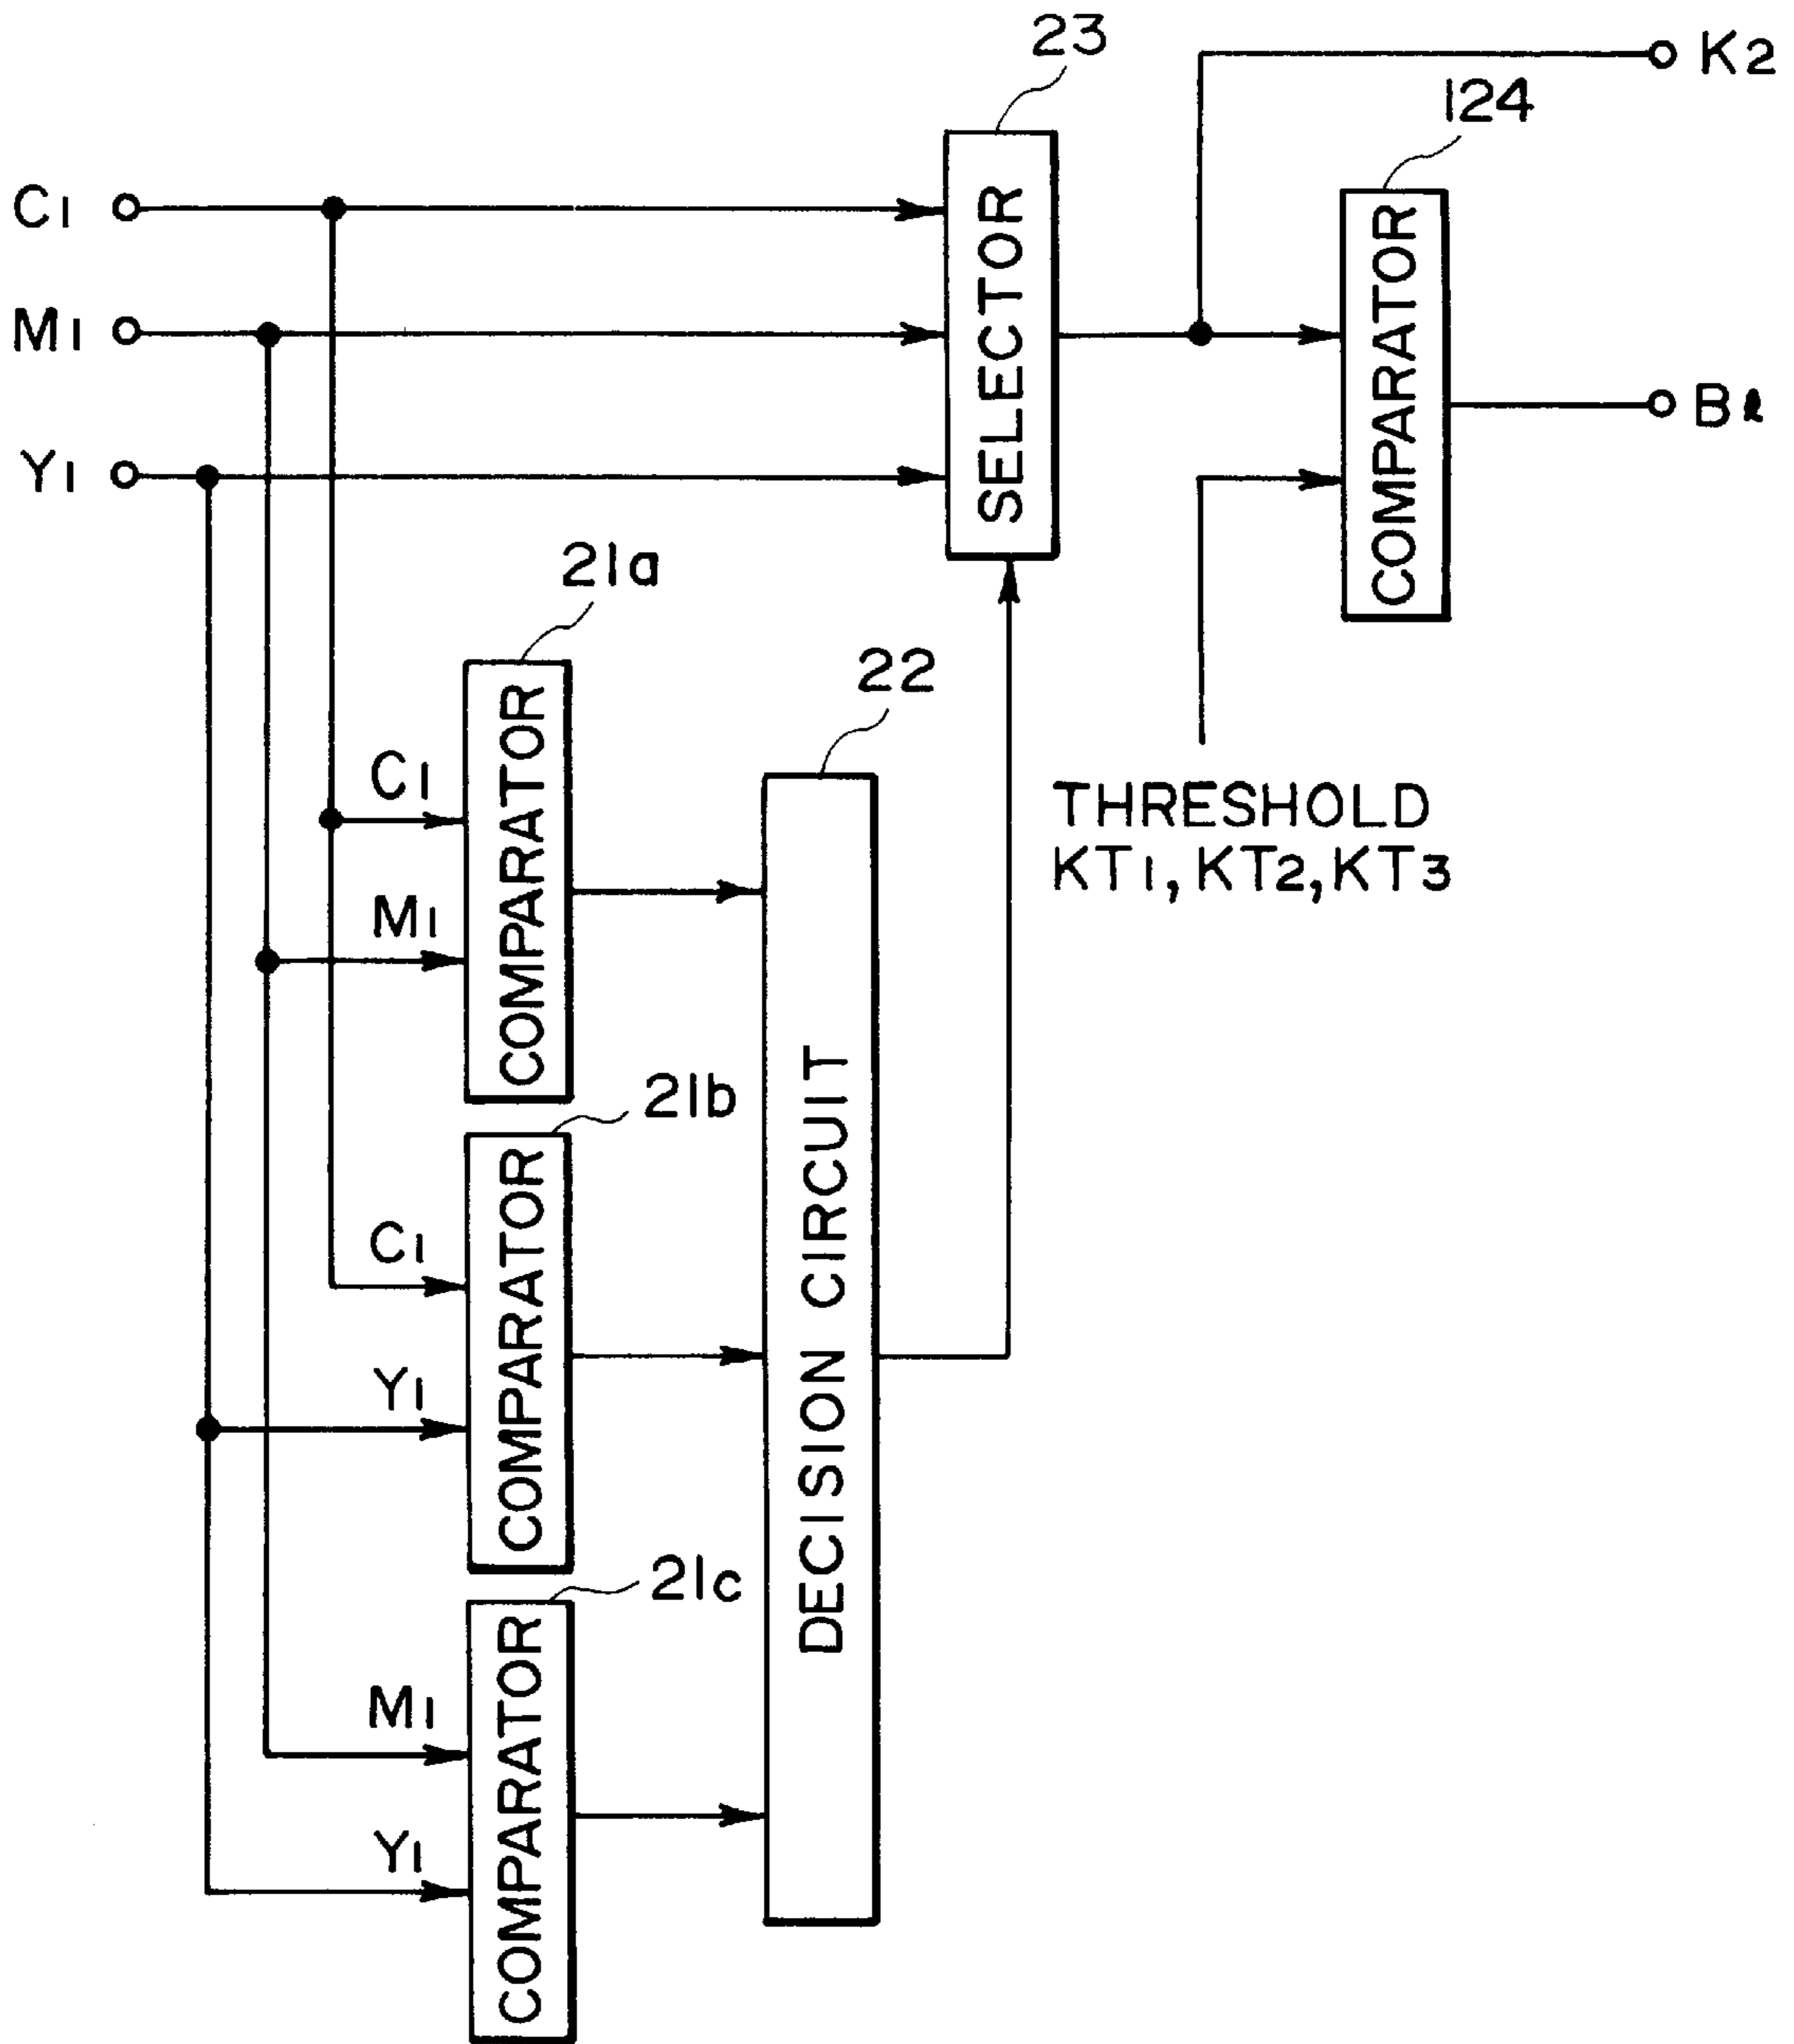 23
K2
124
C1
M1
Y1
SELECTOR
COMPARATOR
Bl
21a
COMPARATOR
C1
M1
22
DECISION CIRCUIT
THRESHOLD
KT1, KT2, KT3
21b
COMPARATOR
C1
Y1
21c
COMPARATOR
M1
Y1